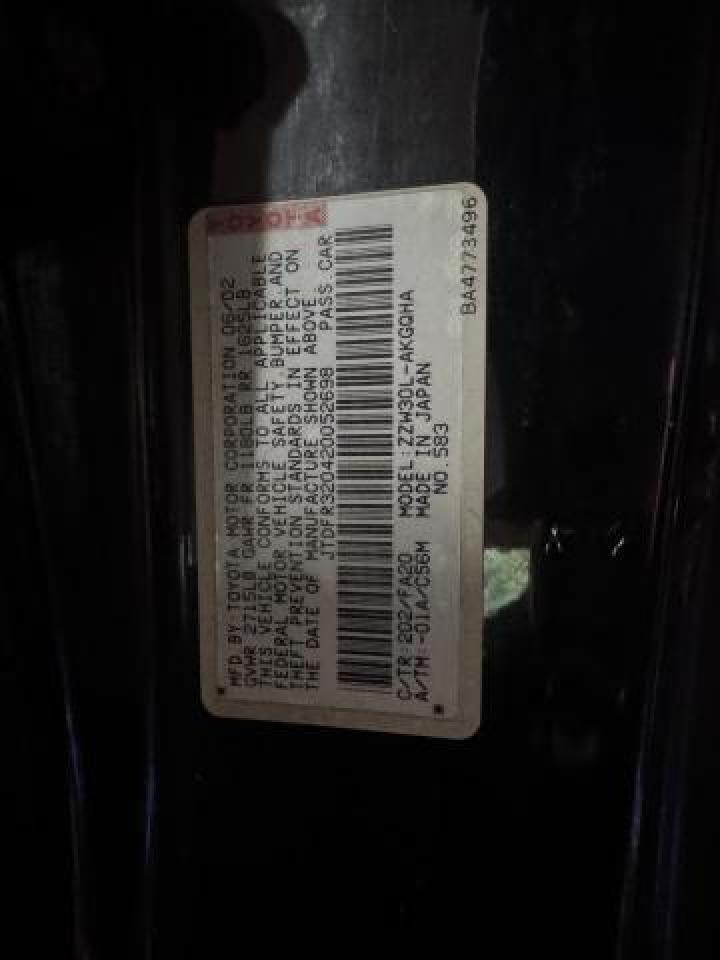 TOYOTA
MFD BY TOYOTA MOTOR CORPORATION 06/02
GVWR 2715LB GAWR FR 1180LB RR 1625LB
THIS VEHICLE CONFORMS TO ALL APPLICABLE
FEDERAL MOTOR VEHICLE SAFETY, BUMPER, AND
THEFT PREVENTION STANDARDS IN EFFECT ON
THE DATE OF MANUFACTURE SHOWN ABOVE.
JTDFR320420052698 PASS. CAR
C/TR:202/FA20 MODEL:ZZW30L-AKGQHA
A/TM:-01A/C56M MADE IN JAPAN
NO.583
BA4773496